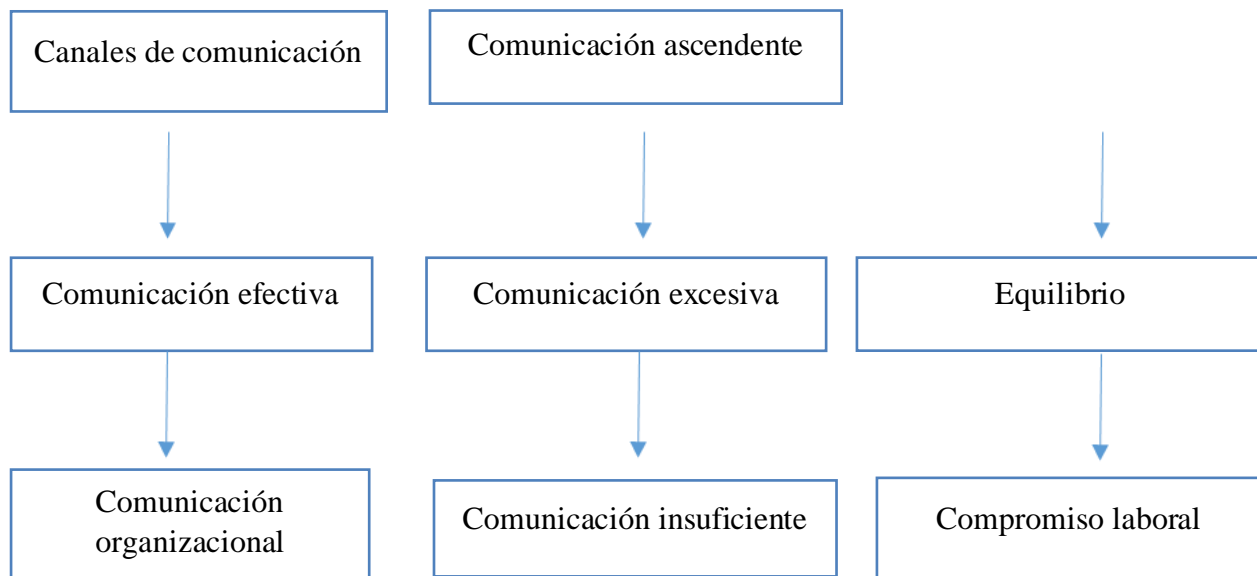 Canales de comunicación
Comunicación ascendente
Comunicación efectiva
Comunicación excesiva
Equilibrio
Comunicación
organizacional
Comunicación insuficiente
Compromiso laboral